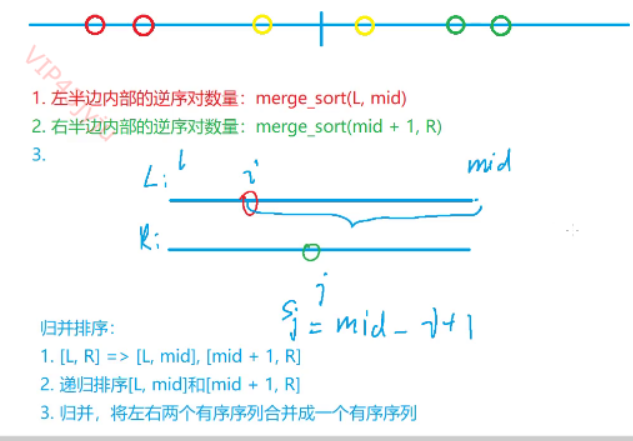 1. 左半边内部的逆序对数量：merge_sort(L, mid)
2. 右半边内部的逆序对数量：merge_sort(mid + 1, R)
3.
L: l i mid
R:
j
Sj = mid - i + 1
归并排序：
1. [L, R] => [L, mid], [mid + 1, R]
2. 递归排序[L, mid]和[mid + 1, R]
3. 归并，将左右两个有序序列合并成一个有序序列